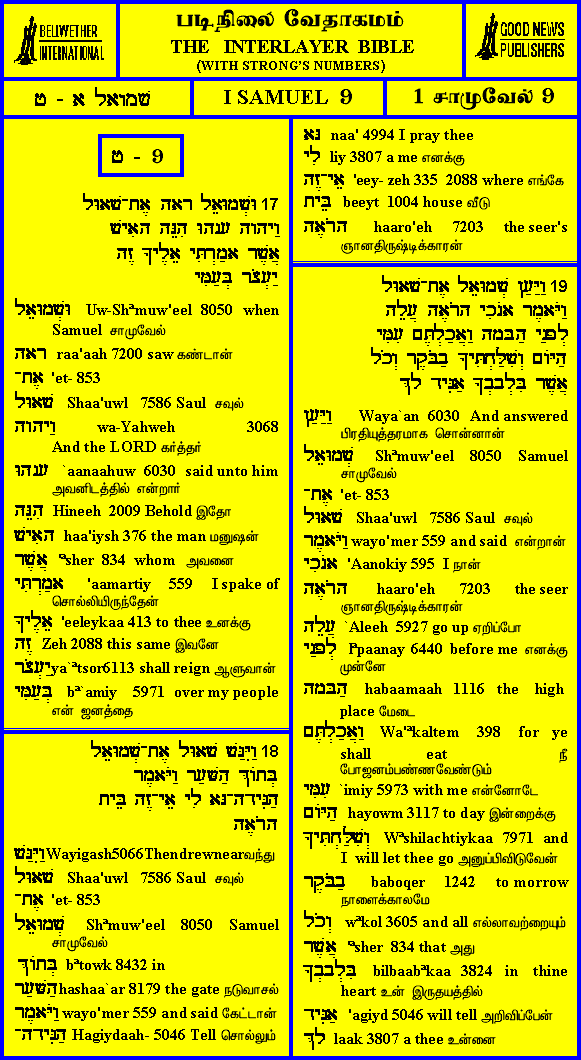 BELLWETHER
INTERNATIONAL
படிநிலை வேதாகமம்
THE INTERLAYER BIBLE
(WITH STRONG'S NUMBERS)
GOOD NEWS
PUBLISHERS
שמואל א - ט
I SAMUEL 9
1 சாமுவேல் 9
ט - 9
17 וּשְׁמוּאֵל רָאָה אֶת־שָׁאוּל
וַיהוָה עָנָהוּ הִנֵּה הָאִישׁ
אֲשֶׁר אָמַרְתִּי אֵלֶיךָ זֶה
יַעְצֹר בְּעַמִּי
וּשְׁמוּאֵל Uw-Shªmuw'eel 8050 when
Samuel சாமுவேல்
רָאָה raa'aah 7200 saw கண்டான்
אֶת־ 'et- 853
שָׁאוּל Shaa'uwl 7586 Saul சவுல்
וַיהוָה wa-Yahweh 3068
And the LORD கர்த்தர்
עָנָהוּ `aanaahuw 6030 said unto him
அவனிடத்தில் என்றார்
הִנֵּה Hineeh 2009 Behold இதோ
הָאִישׁ haa'iysh 376 the man மனுஷன்
אֲשֶׁר ªsher 834 whom அவனை
אָמַרְתִּי 'aamartiy 559 I spake of
சொல்லியிருந்தேன்
אֵלֶיךָ 'eeleykaa 413 to thee உனக்கு
זֶה Zeh 2088 this same இவனே
יַעְצֹר ya`ªtsor6113 shall reign ஆளுவான்
בְּעַמִּי bª`amiy 5971 over my people
என் ஜனத்தை
18 וַיִּגַּשׁ שָׁאוּל אֶת־שְׁמוּאֵל
בְּתוֹךְ הַשָּׁעַר וַיֹּאמֶר
הַגִּידָה־נָּא לִי אֵי־זֶה בֵּית
הָרֹאֶה
וַיִּגַּשׁ Wayigash5066Thendrewnearவந்து
שָׁאוּל Shaa'uwl 7586 Saul சவுல்
אֶת־ 'et- 853
שְׁמוּאֵל Shªmuw'eel 8050 Samuel
சாமுவேல்
בְּתוֹךְ bªtowk 8432 in
הַשָּׁעַר hashaa`ar 8179 the gate நடுவாசல்
וַיֹּאמֶר wayo'mer 559 and said கேட்டான்
הַגִּידָה־ Hagiydaah- 5046 Tell சொல்லும்
נָא naa' 4994 I pray thee
לִי liy 3807 a me எனக்கு
אֵי־זֶה 'eey- zeh 335 2088 where எங்கே
בֵּית beeyt 1004 house வீடு
הָרֹאֶה haaro'eh 7203 the seer's
ஞானதிருஷ்டிக்காரன்
19 וַיַּעַן שְׁמוּאֵל אֶת־שָׁאוּל
וַיֹּאמֶר אָנֹכִי הָרֹאֶה עֲלֵה
לְפָנַי הַבָּמָה וַאֲכַלְתֶּם עִמִּי
הַיּוֹם וְשִׁלַּחְתִּיךָ בַבֹּקֶר וְכֹל
אֲשֶׁר בִּלְבָבְךָ אַגִּיד לָךְ
וַיַּעַן Waya`an 6030 And answered
பிரதியுத்தரமாக சொன்னான்
שְׁמוּאֵל Shªmuw'eel 8050 Samuel
சாமுவேல்
אֶת־ 'et- 853
שָׁאוּל Shaa'uwl 7586 Saul சவுல்
וַיֹּאמֶר wayo'mer 559 and said என்றான்
אָנֹכִי 'Aanokiy 595 I நான்
הָרֹאֶה haaro'eh 7203 the seer
ஞானதிருஷ்டிக்காரன்
עֲלֵה `Aleeh 5927 go up ஏறிப்போ
לְפָנַי Ppaanay 6440 before me எனக்கு
முன்னே
הַבָּמָה habaamaah 1116 the high
place மேடை
וַאֲכַלְתֶּם Wa'ªkaltem 398 for ye
shall eat நீ
போஜனம்பண்ணவேண்டும்
עִמִּי `imiy 5973 with me என்னோடே
הַיּוֹם hayowm 3117 to day இன்றைக்கு
וְשִׁלַּחְתִּיךָ Wªshilachtiykaa 7971 and
I will let thee go அனுப்பிவிடுவேன்
בַבֹּקֶר baboqer 1242 to morrow
நாளைக்காலமே
וְכֹל wªkol 3605 and all எல்லாவற்றையும்
אֲשֶׁר ªsher 834 that அது
בִּלְבָבְךָ bilbaabªkaa 3824 in thine
heart உன் இருதயத்தில்
אַגִּיד 'agiyd 5046 will tell அறிவிப்பேன்
לָךְ laak 3807 a thee உன்னை